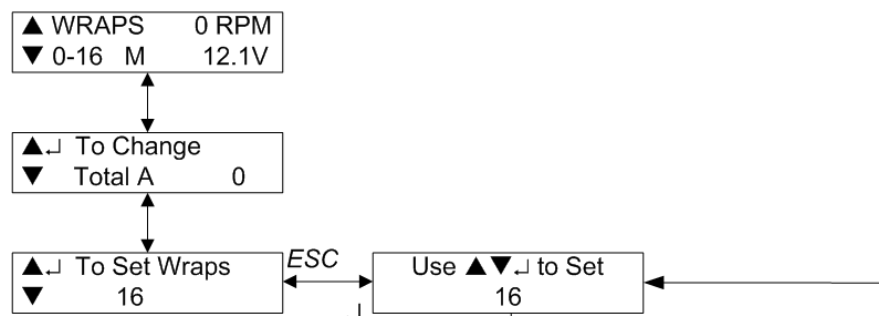 ▲ WRAPS 0 RPM
▼ 0-16 M 12.1V
▲↵ To Change
▼ Total A 0
▲↵ To Set Wraps
▼ 16
ESC
Use ▲▼↵ to Set
16
↵